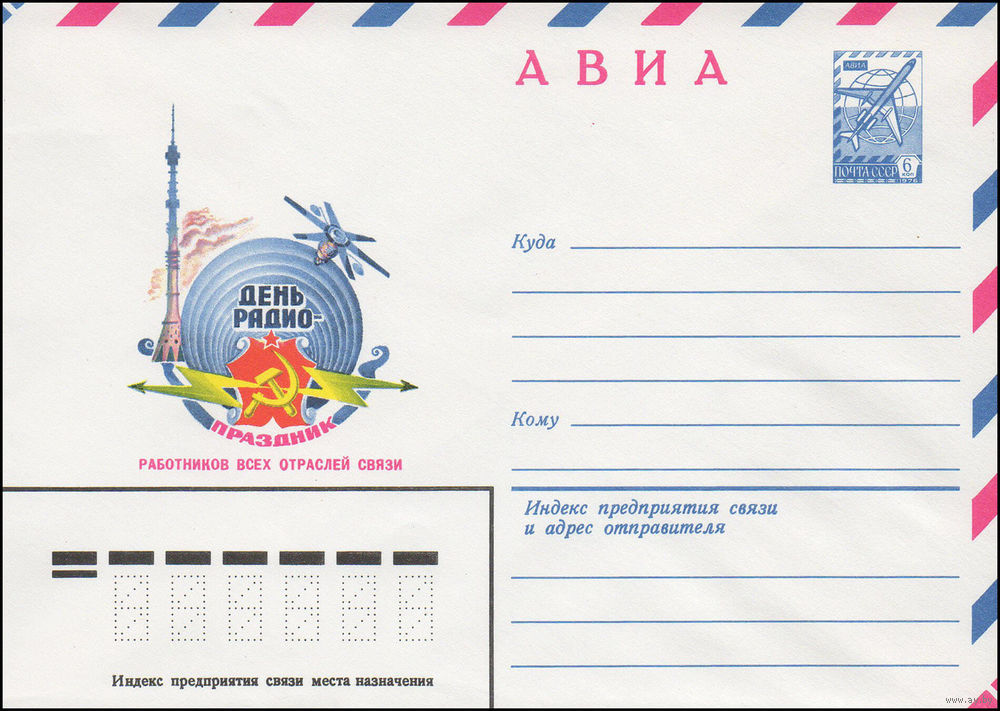 АВИА
АВИА
ПОЧТА СССР
6
КОП
1976
ДЕНЬ
РАДИО-
ПРАЗДНИК
РАБОТНИКОВ ВСЕХ ОТРАСЛЕЙ СВЯЗИ
Куда
Кому
Индекс предприятия связи
и адрес отправителя
Индекс предприятия связи места назначения